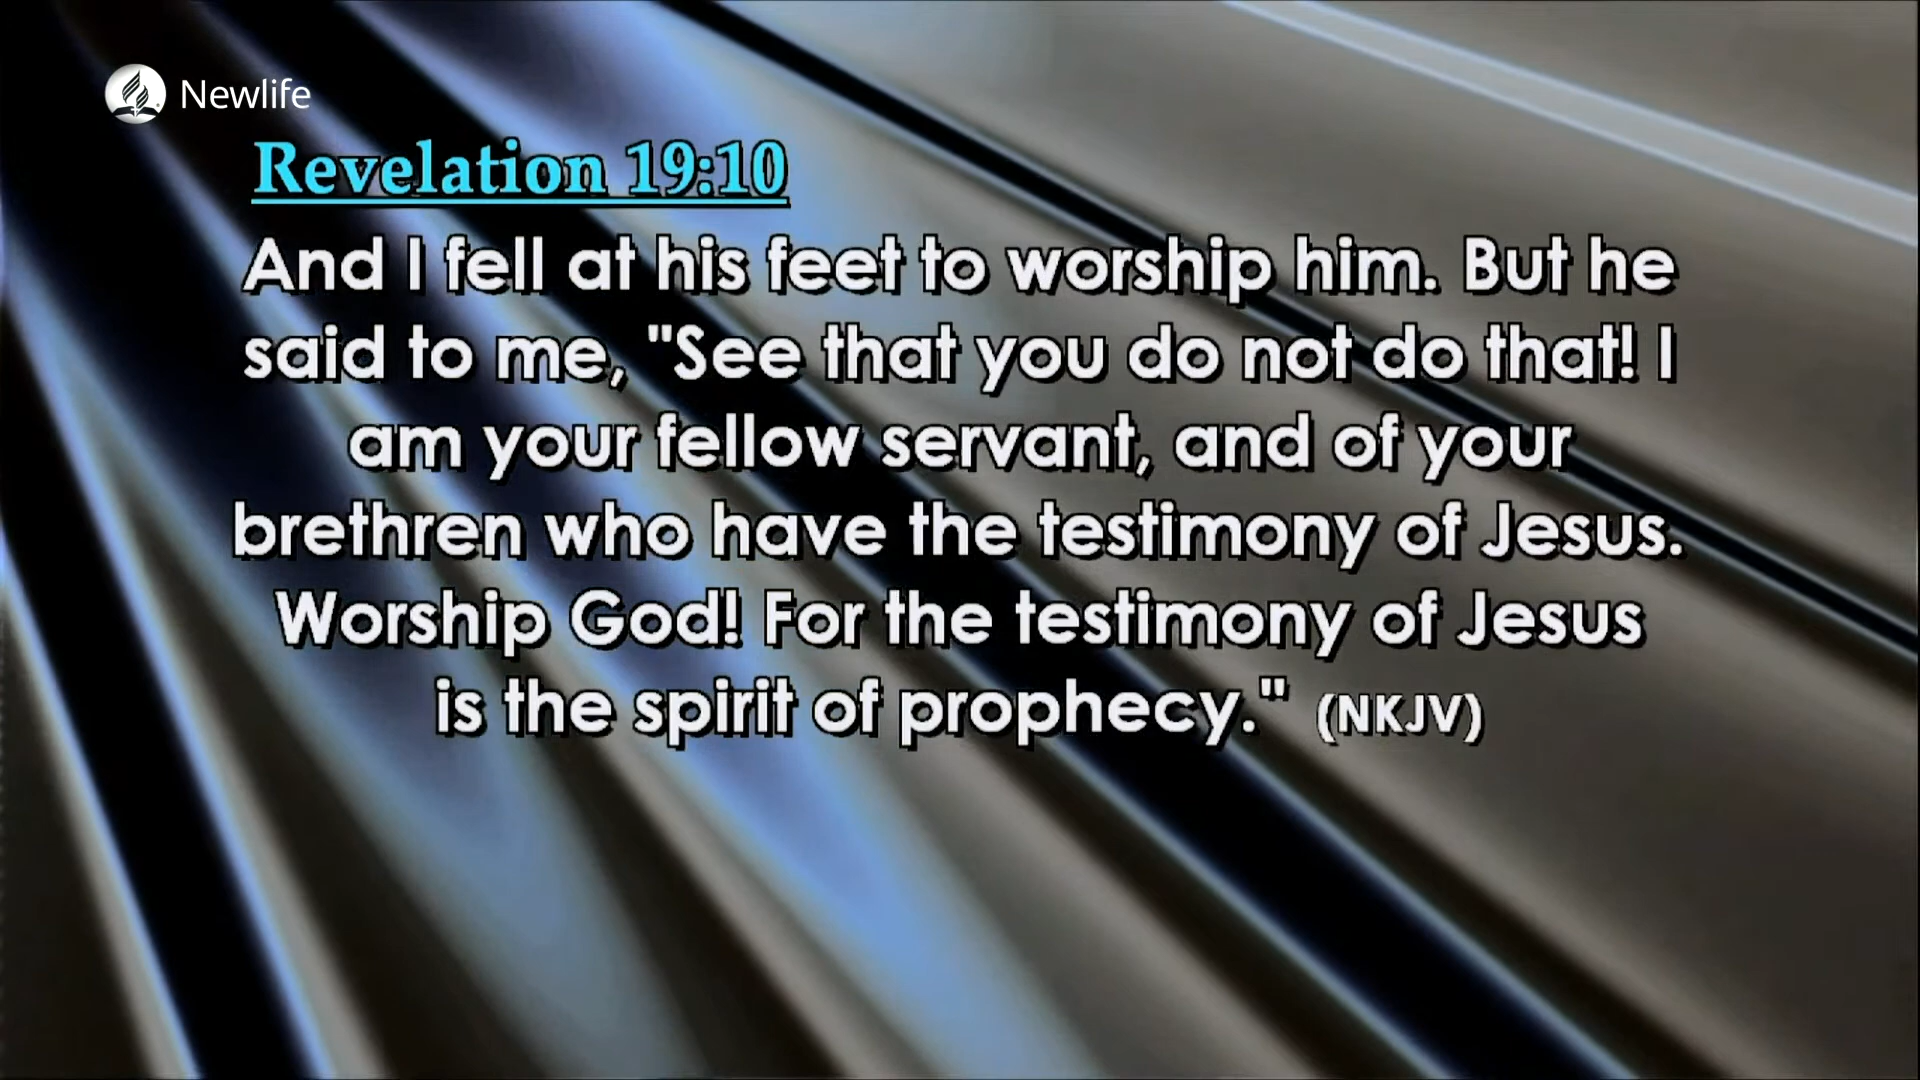 Newlife
Revelation 19:10
And I fell at his feet to worship him. But he
said to me, "See that you do not do that! I
am your fellow servant, and of your
brethren who have the testimony of Jesus.
Worship God! For the testimony of Jesus
is the spirit of prophecy." (NKJV)